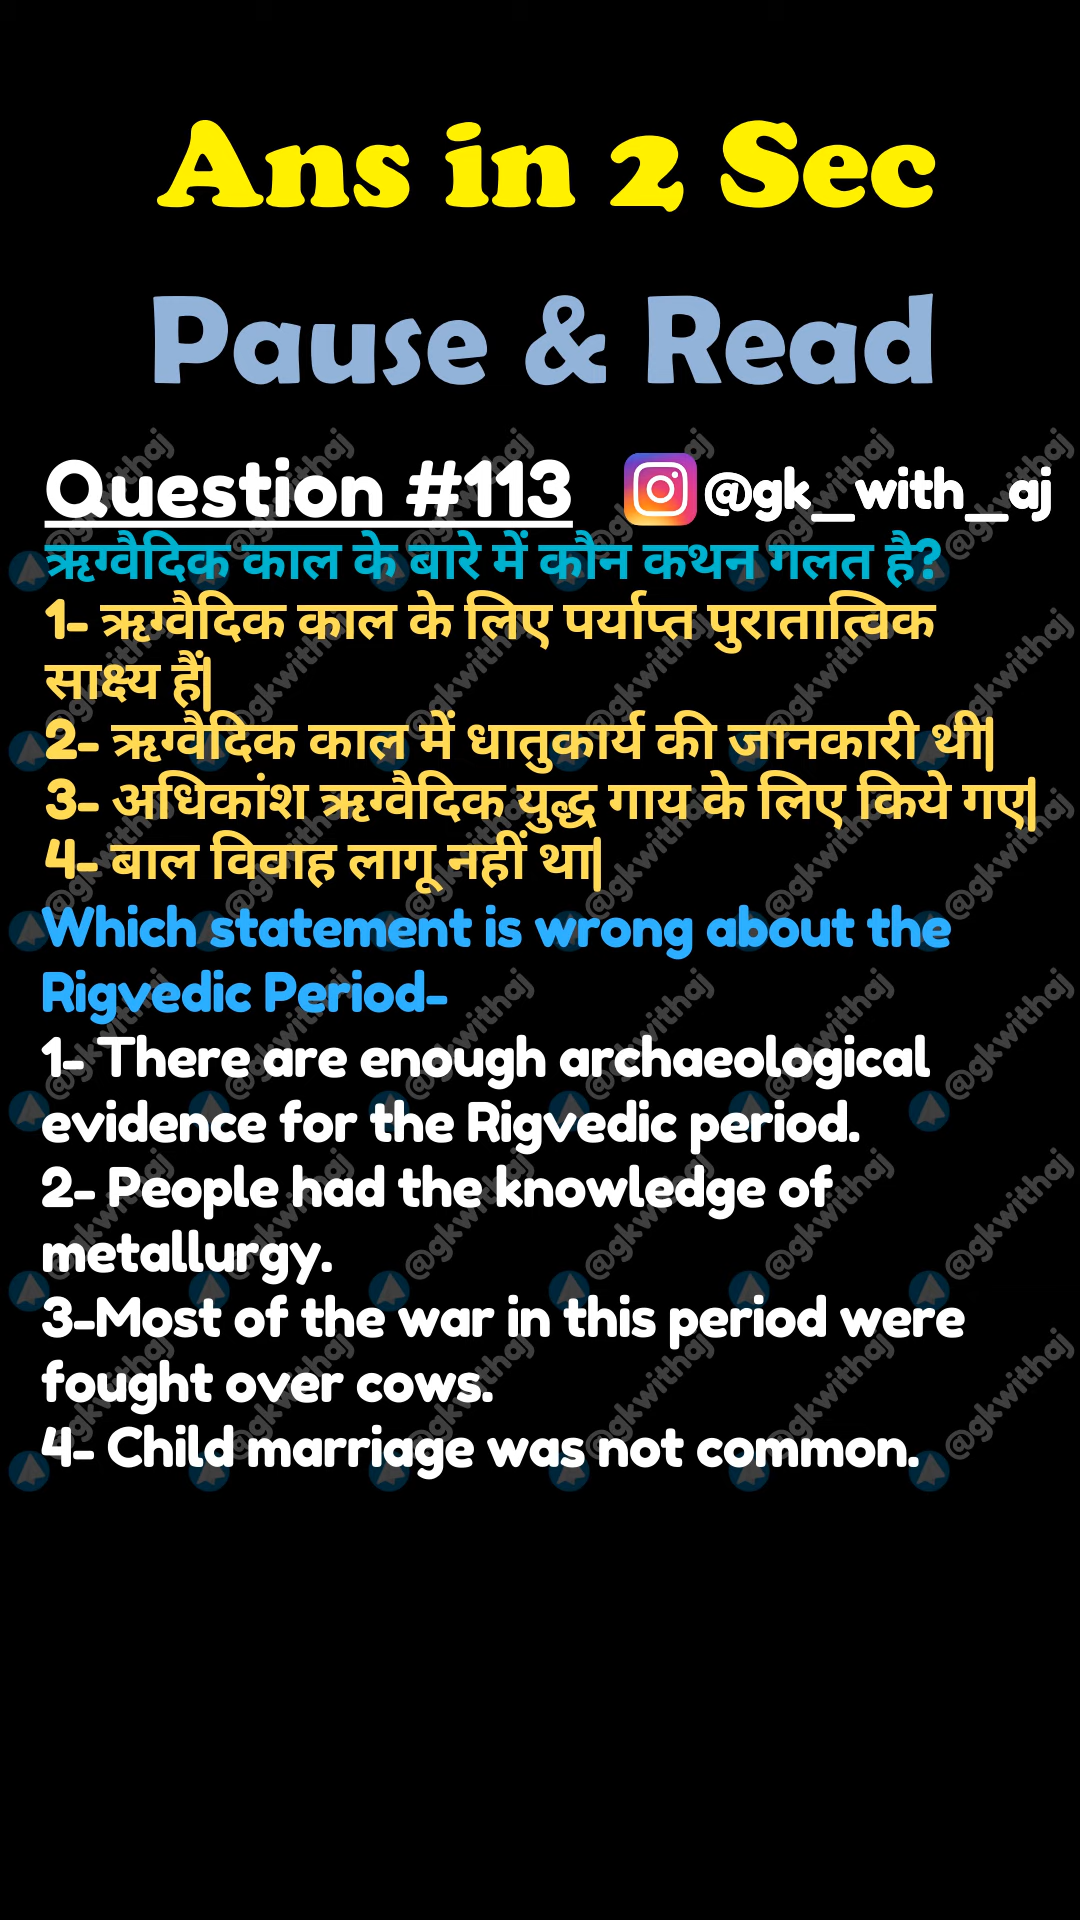 Ans in 2 Sec
Pause & Read
Question #113
@gk_with_aj
ऋग्वैदिक काल के बारे में कौन कथन गलत है?
1- ऋग्वैदिक काल के लिए पर्याप्त पुरातात्विक
साक्ष्य हैं|
2- ऋग्वैदिक काल में धातुकार्य की जानकारी थी|
3- अधिकांश ऋग्वैदिक युद्ध गाय के लिए किये गए|
4- बाल विवाह लागू नहीं था|
Which statement is wrong about the
Rigvedic Period-
1- There are enough archaeological
evidence for the Rigvedic period.
2- People had the knowledge of
metallurgy.
3-Most of the war in this period were
fought over cows.
4- Child marriage was not common.
@gkwithaj